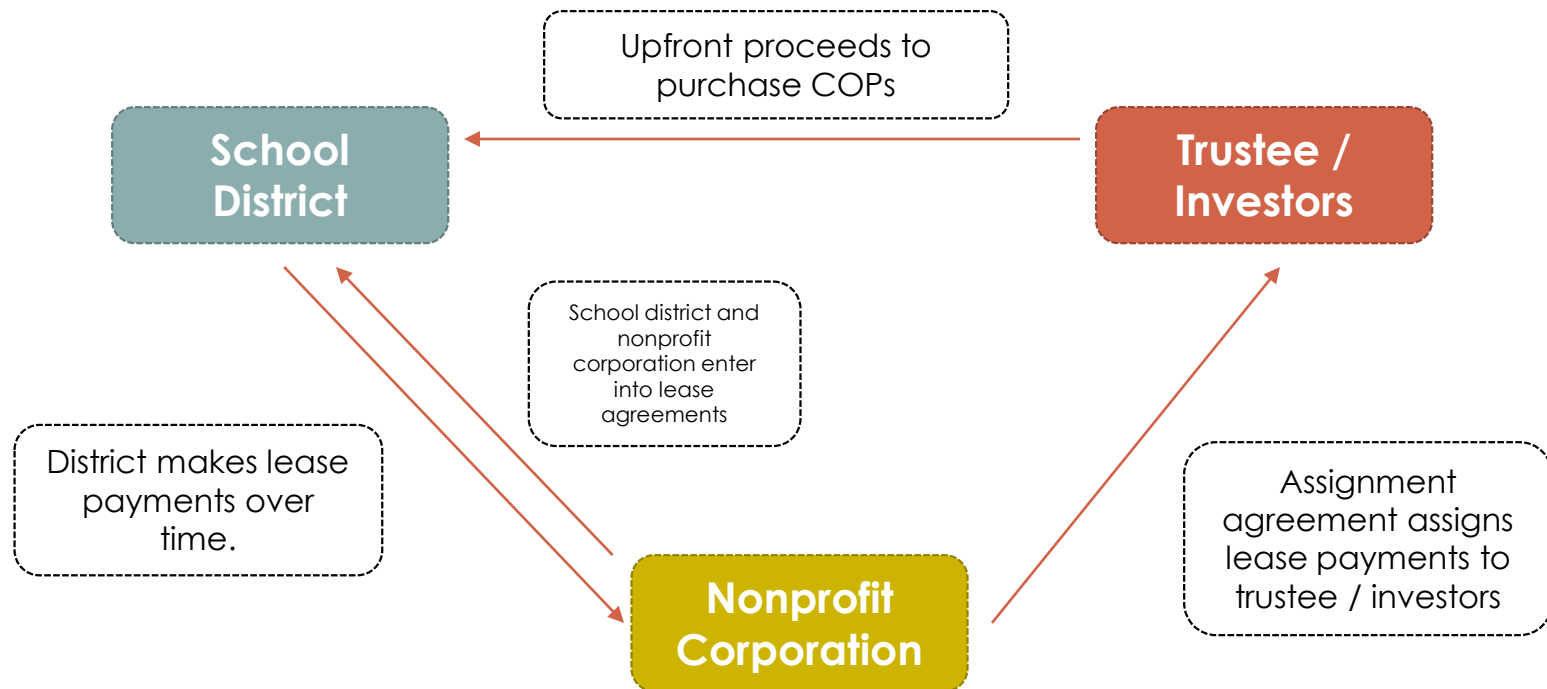 Upfront proceeds to
purchase COPs
School
District
Trustee /
Investors
School district and
nonprofit
corporation enter
into lease
agreements
District makes lease
payments over
time.
Assignment
agreement assigns
lease payments to
trustee / investors
Nonprofit
Corporation